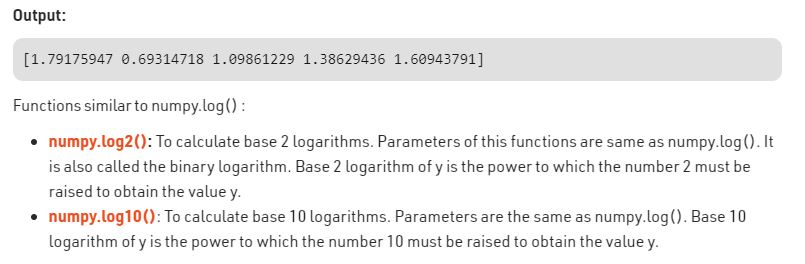 Output:
[1.79175947 0.69314718 1.09861229 1.38629436 1.60943791]
Functions similar to numpy.log() :
• numpy.log2(): To calculate base 2 logarithms. Parameters of this functions are same as numpy.log(). It
is also called the binary logarithm. Base 2 logarithm of y is the power to which the number 2 must be
raised to obtain the value y.
• numpy.log10(): To calculate base 10 logarithms. Parameters are the same as numpy.log(). Base 10
logarithm of y is the power to which the number 10 must be raised to obtain the value y.